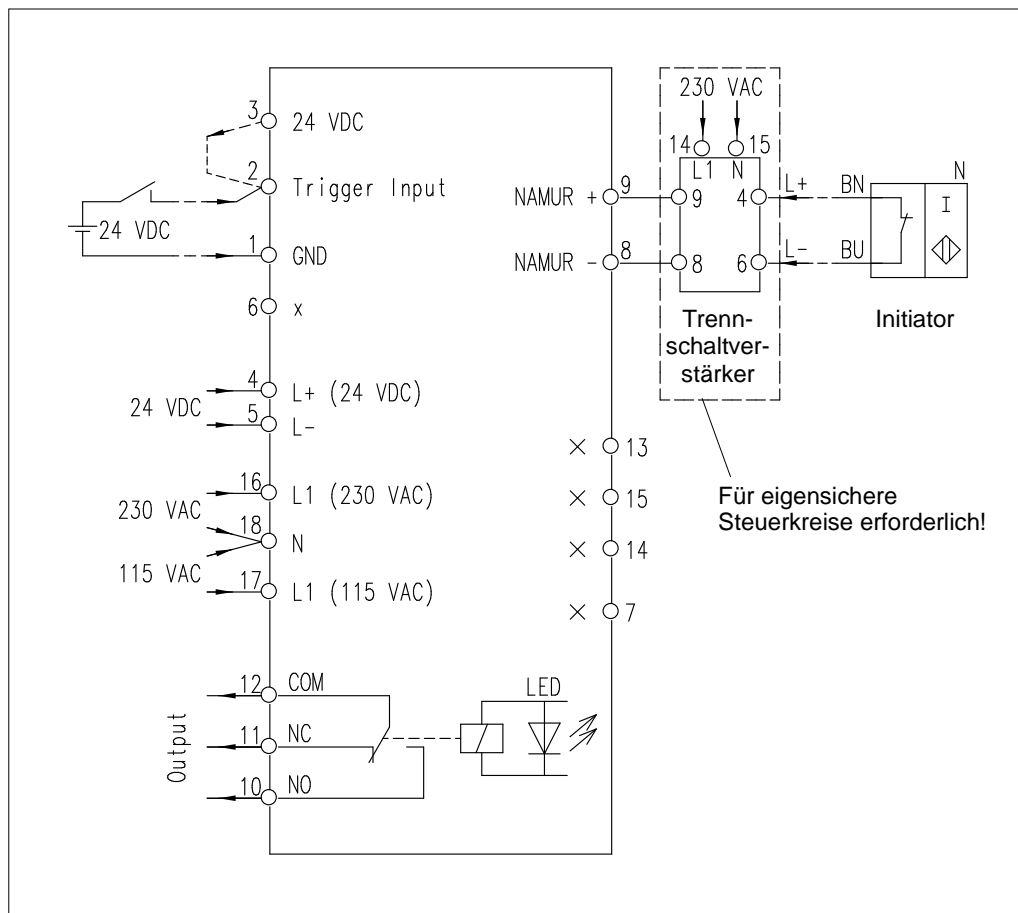 230 VAC
3
24 VDC
14
15
L1
N
2
Trigger Input
24 VDC
1
GND
NAMUR +
9
9
4
L+
BN
N
I
NAMUR -
8
8
6
L-
BU
6
x
Trenn-
schaltver-
stärker
Initiator
4
L+ (24 VDC)
24 VDC
5
L-
× 13
16
L1 (230 VAC)
230 VAC
× 15
Für eigensichere
Steuerkreise erforderlich!
18
N
× 14
115 VAC
17
L1 (115 VAC)
× 7
12
COM
LED
Output
11
NC
10
NO